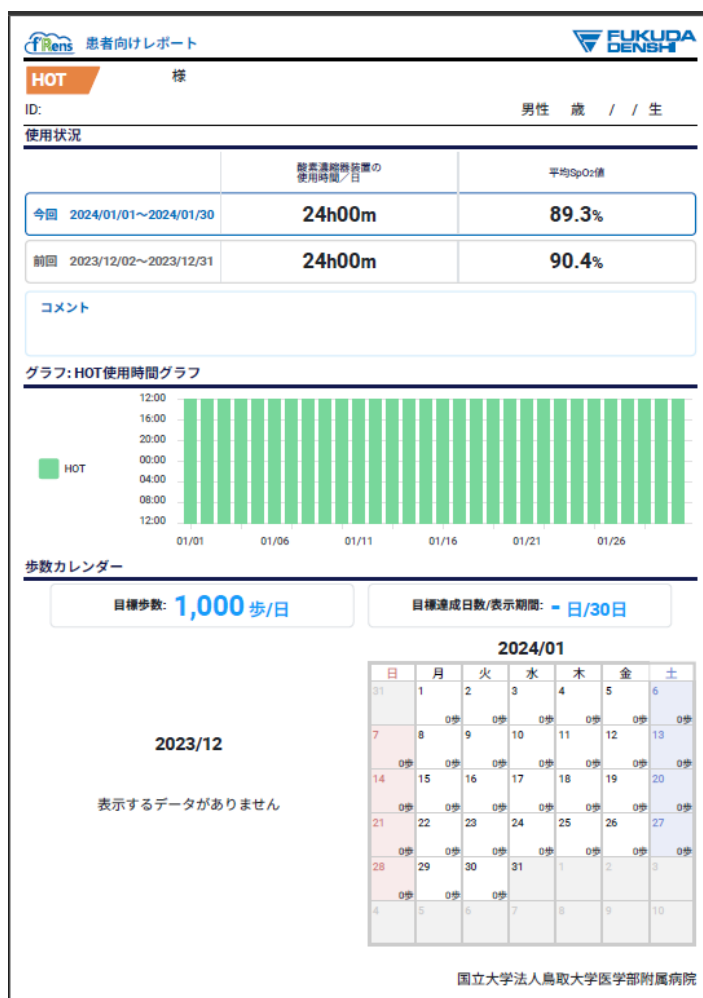 fRens 患者向けレポート
FUKUDA DENSHI
HOT 様
ID: 男性 歳 / / 生
使用状況
酸素濃縮器装置の
使用時間/日
平均SpO2値
今回 2024/01/01〜2024/01/30 24h00m 89.3%
前回 2023/12/02〜2023/12/31 24h00m 90.4%
コメント
グラフ: HOT使用時間グラフ
12:00
16:00
20:00
00:00
HOT
04:00
08:00
12:00
01/01 01/06 01/11 01/16 01/21 01/26
歩数カレンダー
目標歩数: 1,000 歩/日
目標達成日数/表示期間: - 日/30日
2023/12
表示するデータがありません
2024/01
日 月 火 水 木 金 土
31 1 2 3 4 5 6
0歩 0歩 0歩 0歩 0歩 0歩
7 8 9 10 11 12 13
0歩 0歩 0歩 0歩 0歩 0歩 0歩
14 15 16 17 18 19 20
0歩 0歩 0歩 0歩 0歩 0歩 0歩
21 22 23 24 25 26 27
0歩 0歩 0歩 0歩 0歩 0歩 0歩
28 29 30 31 1 2 3
0歩 0歩 0歩
4 5 6 7 8 9 10
国立大学法人鳥取大学医学部附属病院